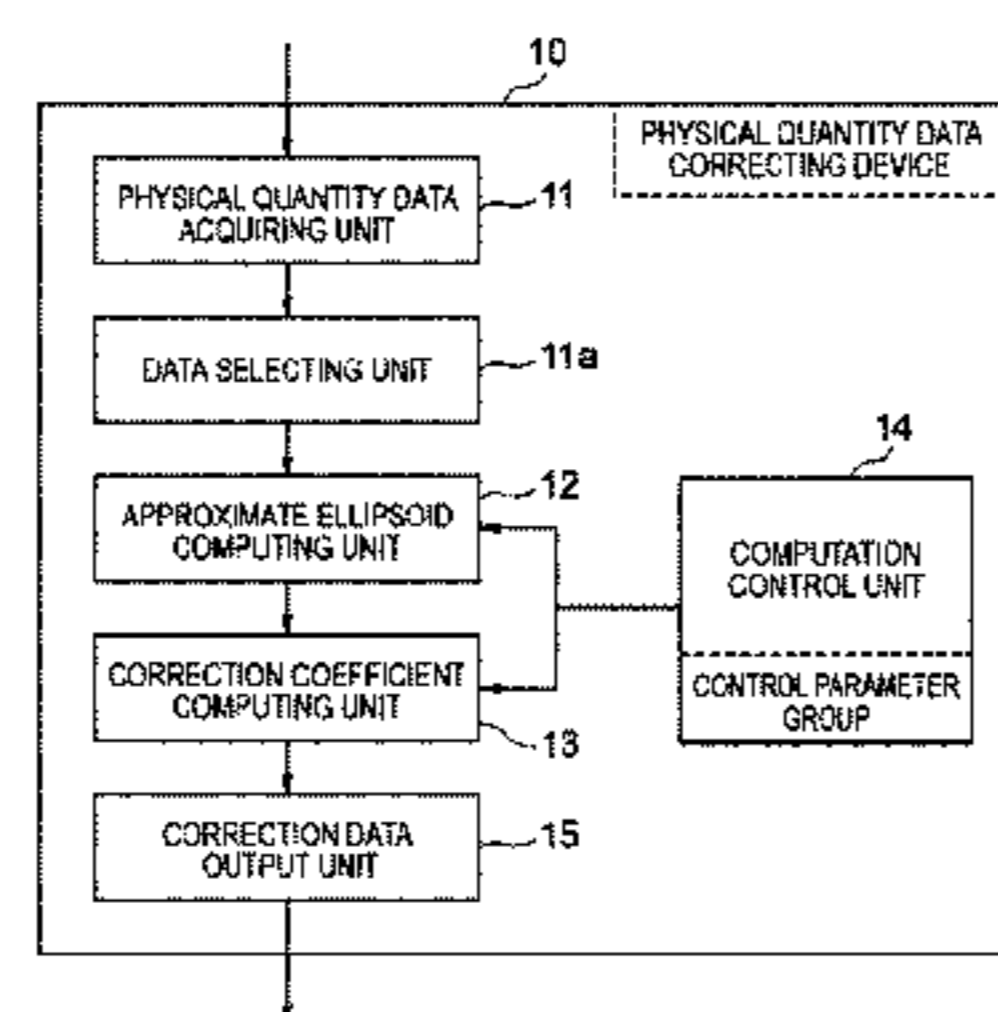 10
PHYSICAL QUANTITY DATA
CORRECTING DEVICE
PHYSICAL QUANTITY DATA
ACQUIRING UNIT
11
DATA SELECTING UNIT
11a
APPROXIMATE ELLIPSOID
COMPUTING UNIT
12
CORRECTION COEFFICIENT
COMPUTING UNIT
13
14
COMPUTATION
CONTROL UNIT
CONTROL PARAMETER
GROUP
CORRECTION DATA
OUTPUT UNIT
15